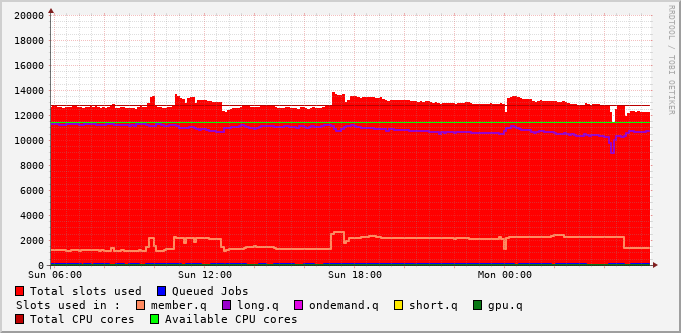 20000
18000
16000
14000
12000
10000
8000
6000
4000
2000
0
Sun 06:00 Sun 12:00 Sun 18:00 Mon 00:00
Total slots used Queued Jobs
Slots used in : member.q long.q ondemand.q short.q gpu.q
Total CPU cores Available CPU cores
RRDTOOL / TOBI OETIKER